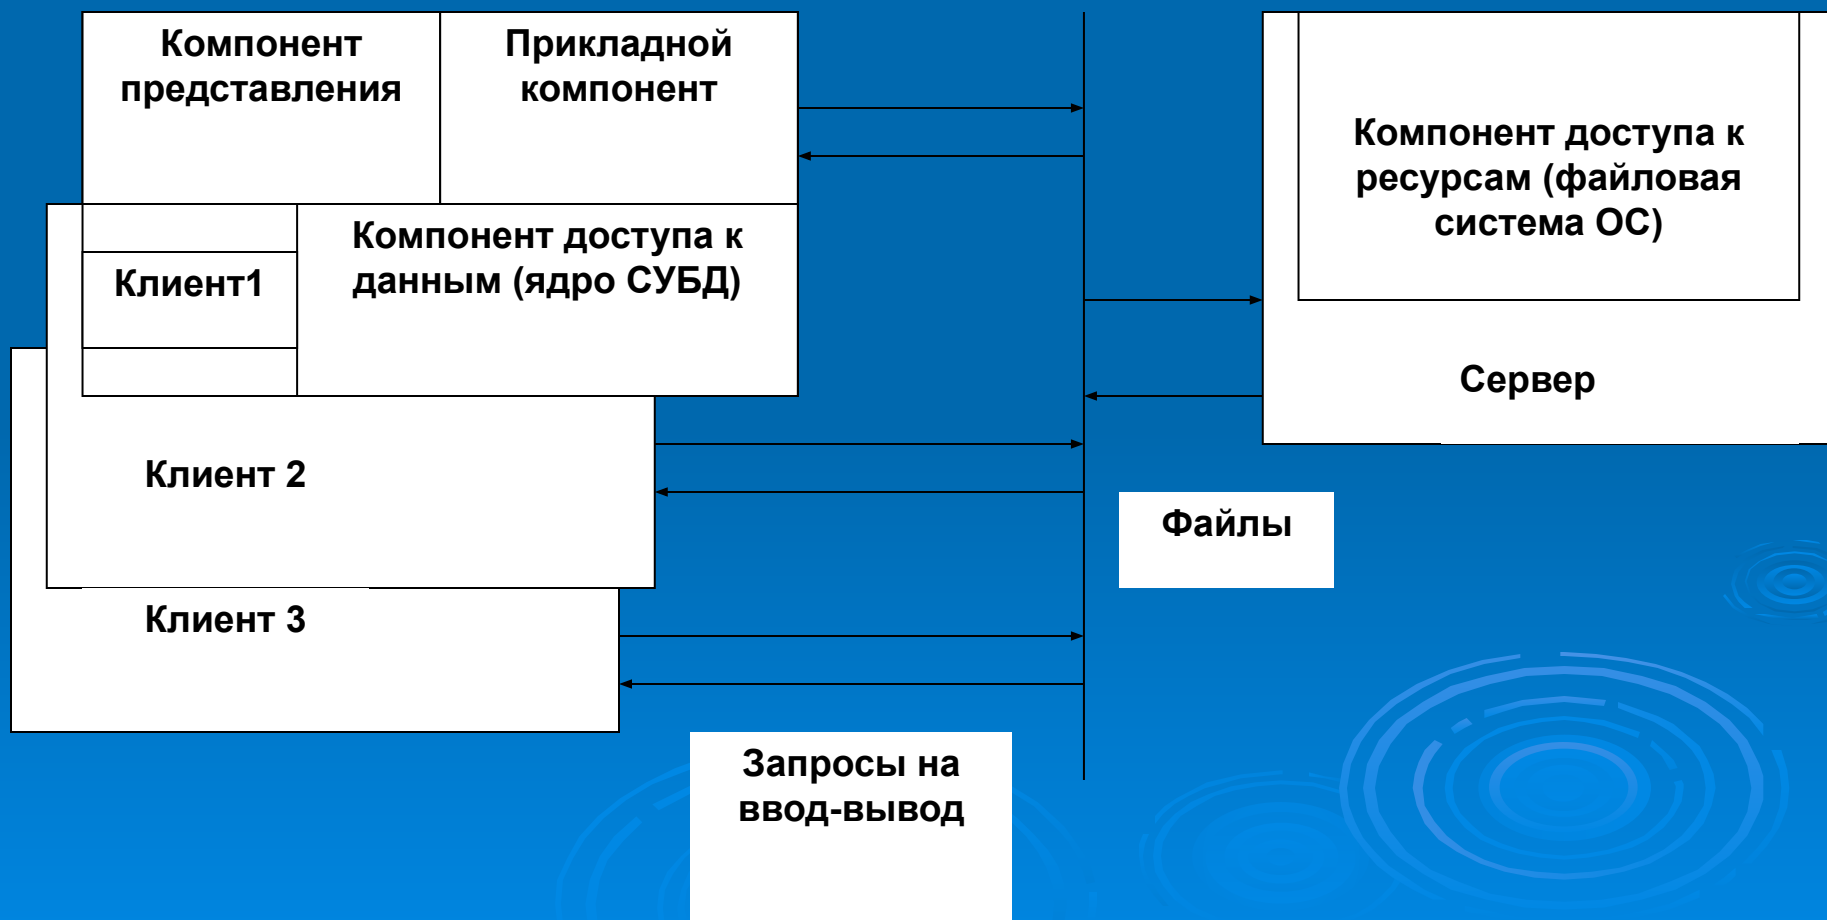 Компонент
представления
Прикладной
компонент
Компонент доступа к
ресурсам (файловая
система ОС)
Компонент доступа к
данным (ядро СУБД)
Клиент1
Сервер
Клиент 2
Файлы
Клиент 3
Запросы на
ввод-вывод